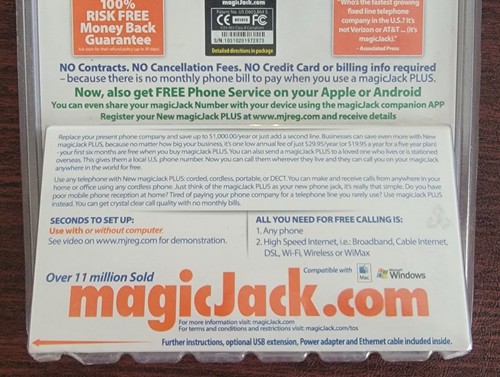 100%
RISK FREE
Money Back
Guarantee
magicJack.com
CE
Detailed directions in package
"Who's the fastest growing
fixed line telephone
company in the U.S.? It's
not Verizon or AT&T ... (it's
magicJack)."
– Associated Press
NO Contracts. NO Cancellation Fees. NO Credit Card or billing info required
– because there is no monthly phone bill to pay when you use a magicJack PLUS.
Now, also get FREE Phone Service on your Apple or Android
You can even share your magicJack Number with your device using the magicJack companion APP
Register your New magicJack PLUS at www.mjreg.com and receive details
Replace your present phone company and save up to $1,000.00/year or just add a second line. Businesses can save even more with New
magicJack PLUS, because no matter how big your business, it's one low annual fee of just $29.95/year (or $19.95 a year for a five year plan)
- your first six months are free when you buy magicJack PLUS. You can also send a magicJack PLUS to a loved one who lives or is stationed
overseas. This gives them a local U.S. phone number. Now you can call them wherever they live and they can call you on your magicJack
anywhere in the world for free.
Use any telephone with New magicJack PLUS: corded, cordless, portable, or DECT. You can make and receive calls from anywhere in your
home or office using any cordless phone. Just think of the magicJack PLUS as your new phone jack, it's really that simple. Do you have
poor mobile phone reception at home? Tired of paying your phone company for a telephone line you rarely use? Use magicJack PLUS
instead. You can get crystal clear call quality with no monthly bills.
SECONDS TO SET UP:
Use with or without computer.
See video on www.mjreg.com for demonstration.
ALL YOU NEED FOR FREE CALLING IS:
1. Any phone
2. High Speed Internet, i.e.: Broadband, Cable Internet,
DSL, Wi-Fi, Wireless or WiMax
Over 11 million Sold
Compatible with
Mac
Windows
magicJack.com
For more information visit: magicJack.com
For terms and conditions and restrictions visit: magicJack.com/tos
Further instructions, optional USB extension, Power adapter and Ethernet cable included inside.